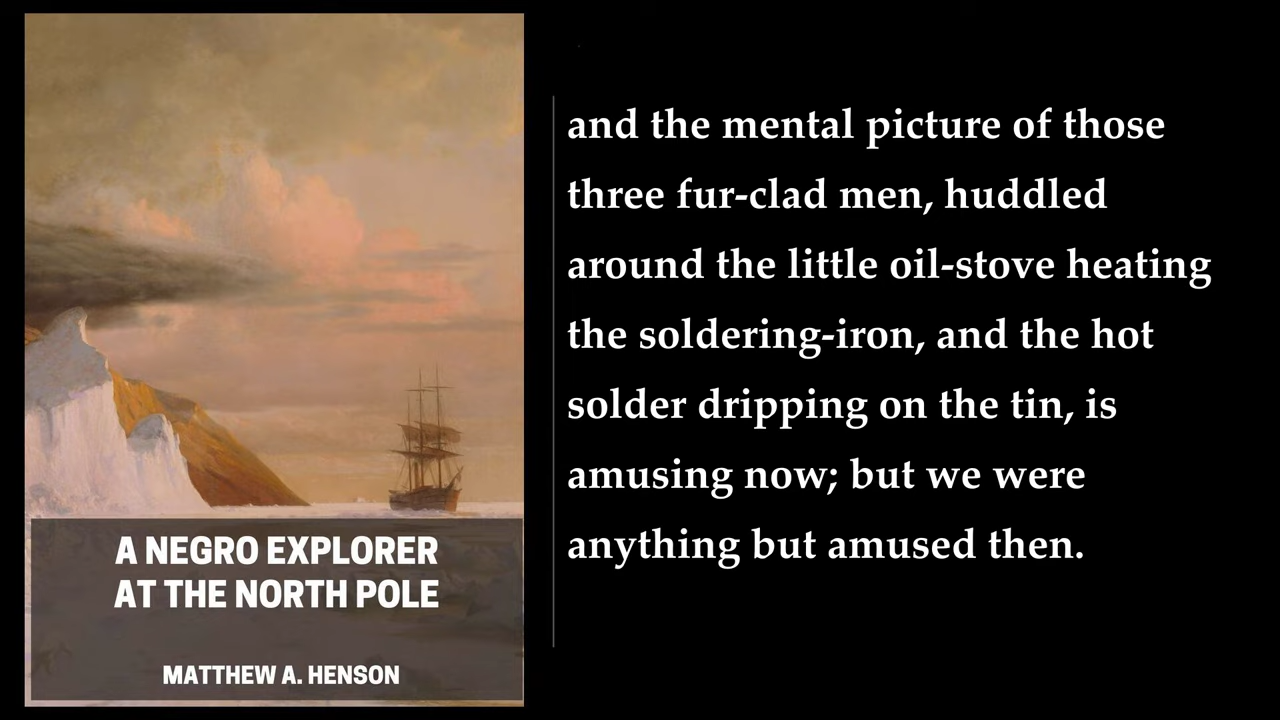 A NEGRO EXPLORER
AT THE NORTH POLE
MATTHEW A. HENSON
and the mental picture of those
three fur-clad men, huddled
around the little oil-stove heating
the soldering-iron, and the hot
solder dripping on the tin, is
amusing now; but we were
anything but amused then.